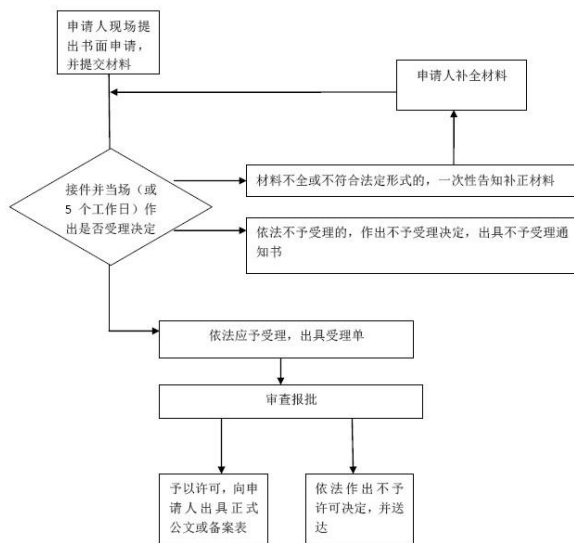 申请人现场提
出书面申请，
并提交材料
申请人补全材料
接件并当场（或
5 个工作日）作
出是否受理决定
材料不全或不符合法定形式的，一次性告知补正材料
依法不予受理的，作出不予受理决定，出具不予受理通
知书
依法应予受理，出具受理单
审查报批
予以许可，向申
请人出具正式
公文或备案表
依法作出不予
许可决定，并送
达